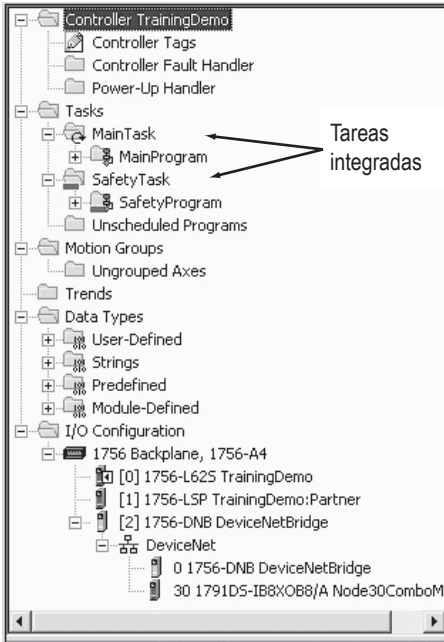 Controller TrainingDemo
Controller Tags
Controller Fault Handler
Power-Up Handler
Tasks
MainTask
MainProgram
SafetyTask
SafetyProgram
Unscheduled Programs
Tareas
integradas
Motion Groups
Ungrouped Axes
Trends
Data Types
User-Defined
Strings
Predefined
Module-Defined
I/O Configuration
1756 Backplane, 1756-A4
[0] 1756-L62S TrainingDemo
[1] 1756-LSP TrainingDemo:Partner
[2] 1756-DNB DeviceNetBridge
DeviceNet
0 1756-DNB DeviceNetBridge
30 1791DS-IB8XOB8/A Node30ComboM